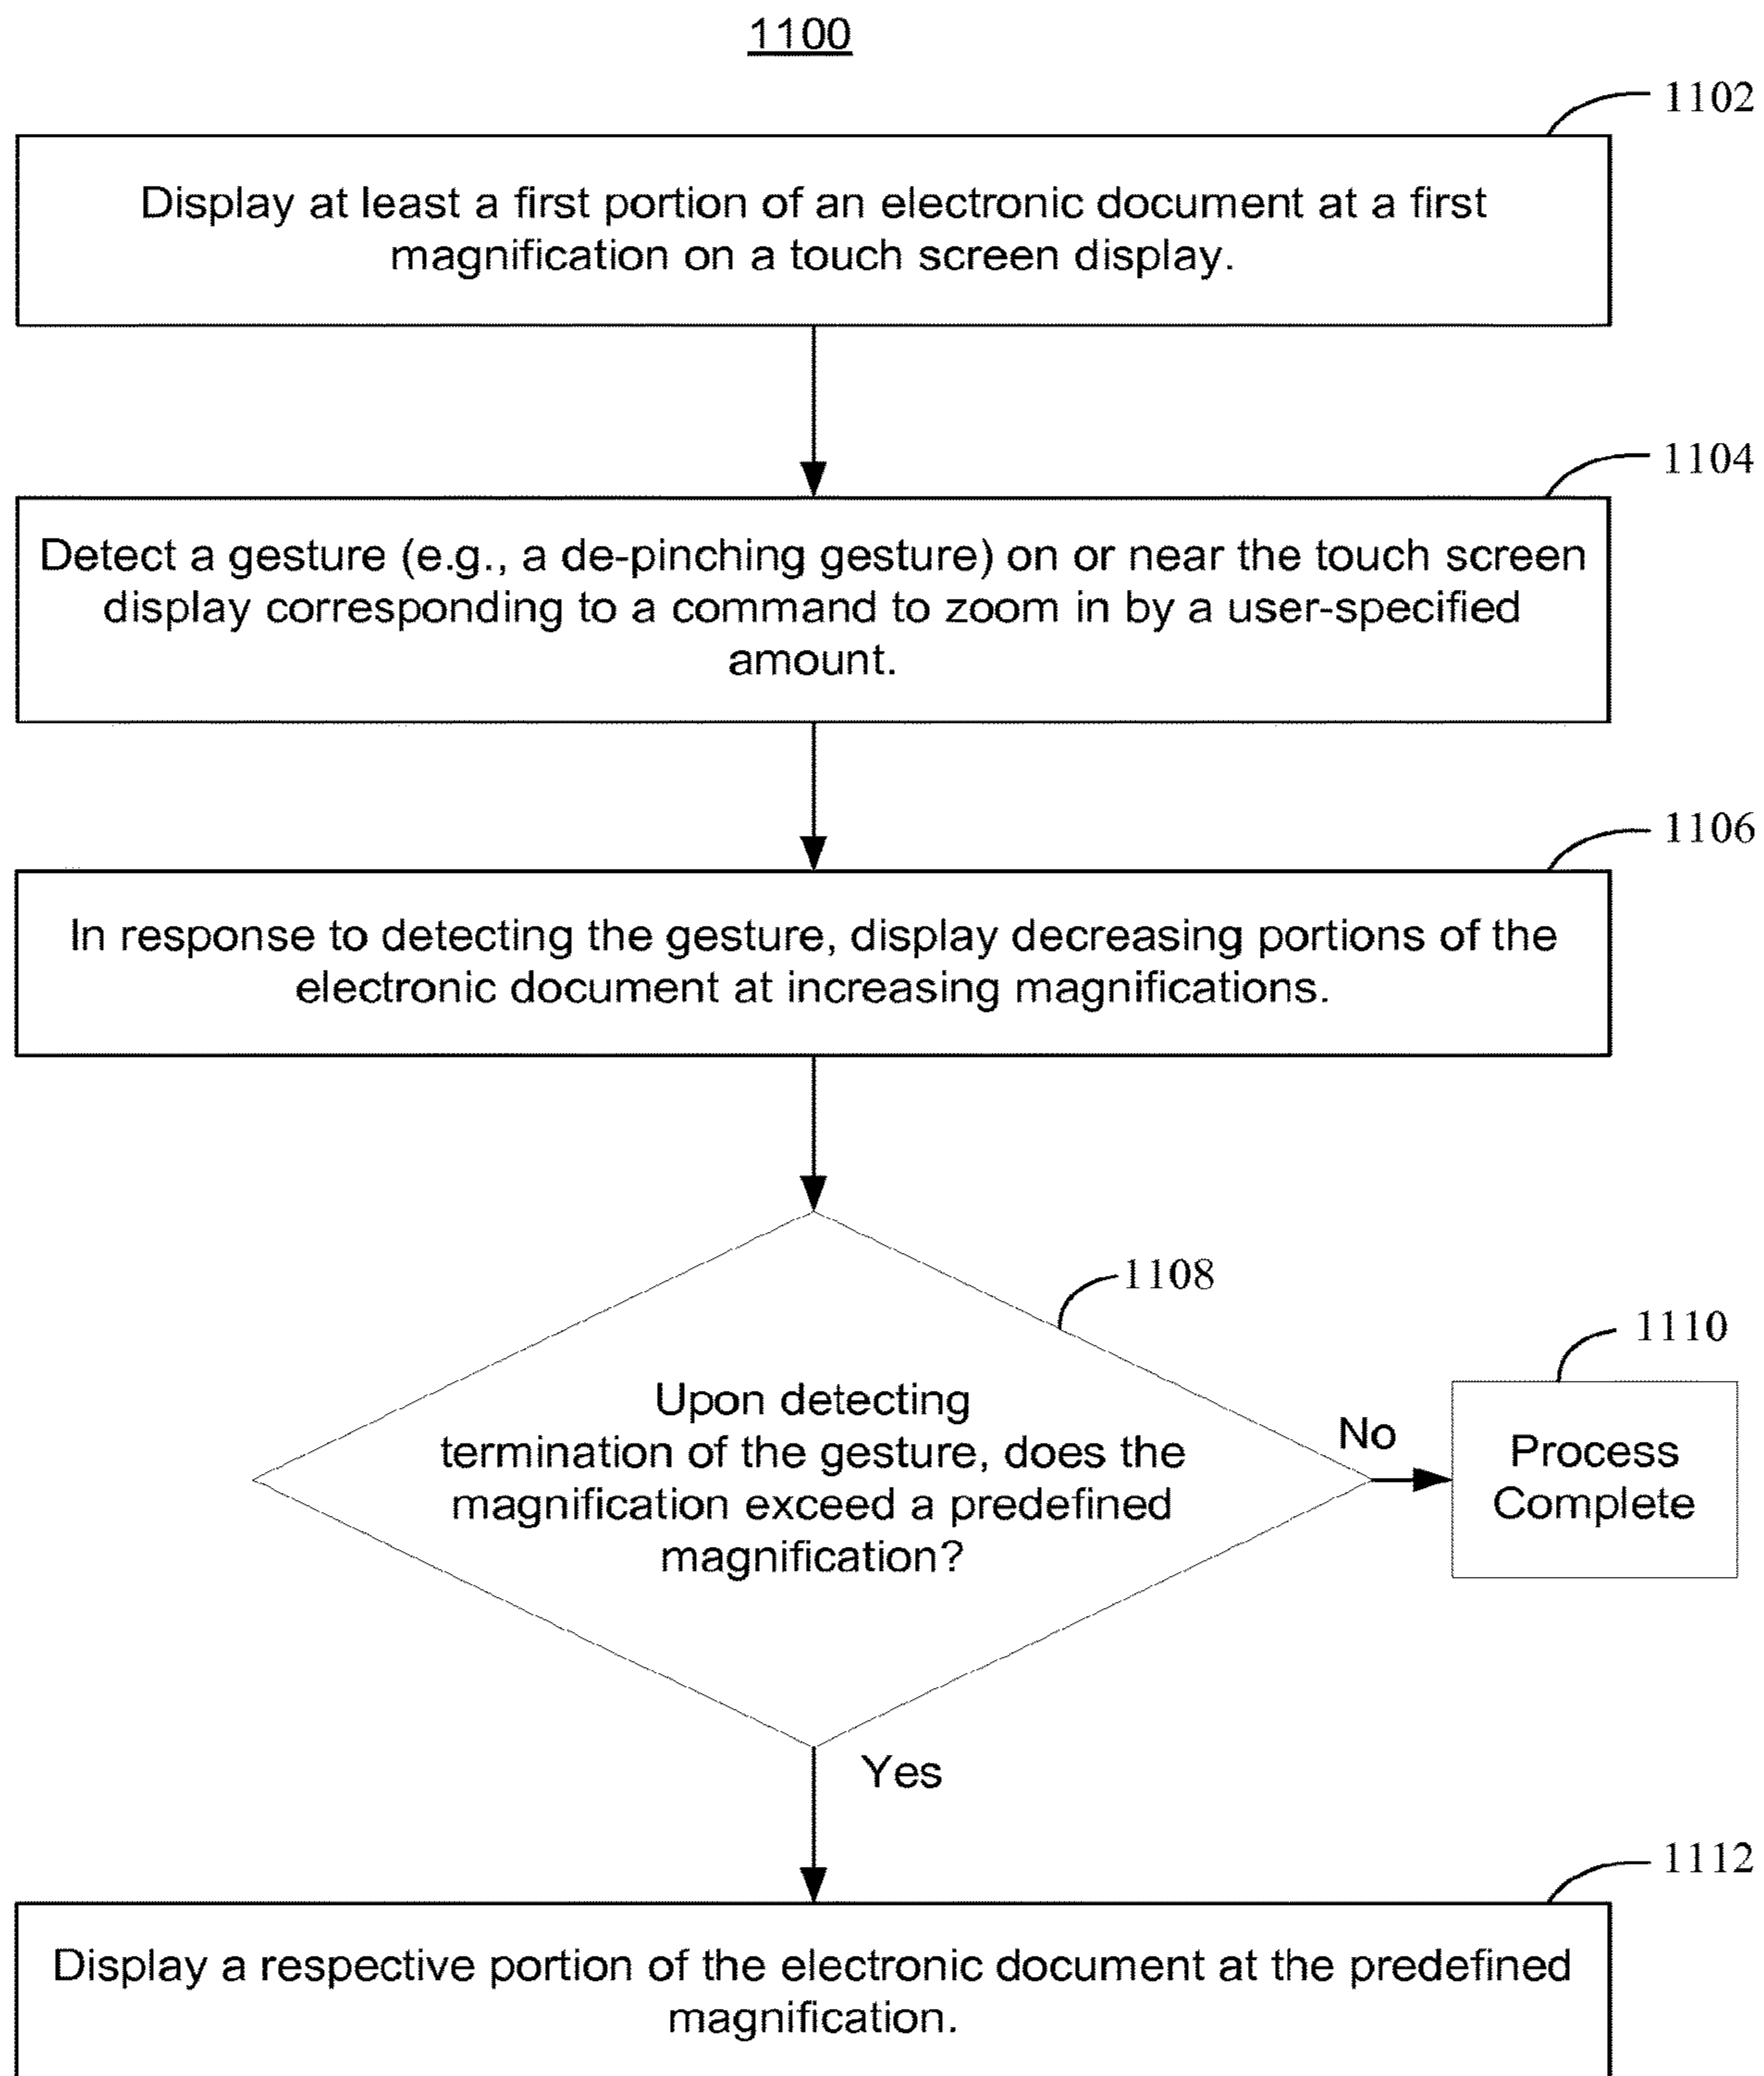 1100
1102
Display at least a first portion of an electronic document at a first
magnification on a touch screen display.
1104
Detect a gesture (e.g., a de-pinching gesture) on or near the touch screen
display corresponding to a command to zoom in by a user-specified
amount.
1106
In response to detecting the gesture, display decreasing portions of the
electronic document at increasing magnifications.
1108
Upon detecting
termination of the gesture, does the
magnification exceed a predefined
magnification?
No
1110
Process
Complete
Yes
1112
Display a respective portion of the electronic document at the predefined
magnification.